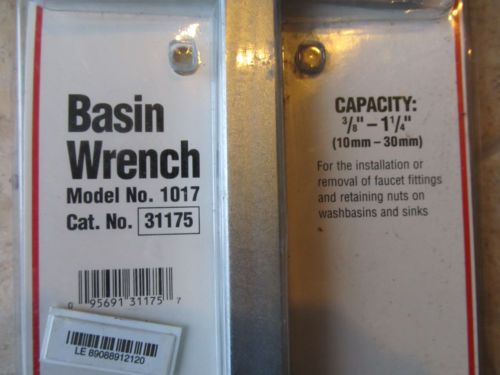 Basin
Wrench
Model No. 1017
Cat. No. 31175
0 95691 31175 7
LE 89088912120
CAPACITY:
3/8" – 1 1/4"
(10mm – 30mm)
For the installation or
removal of faucet fittings
and retaining nuts on
washbasins and sinks